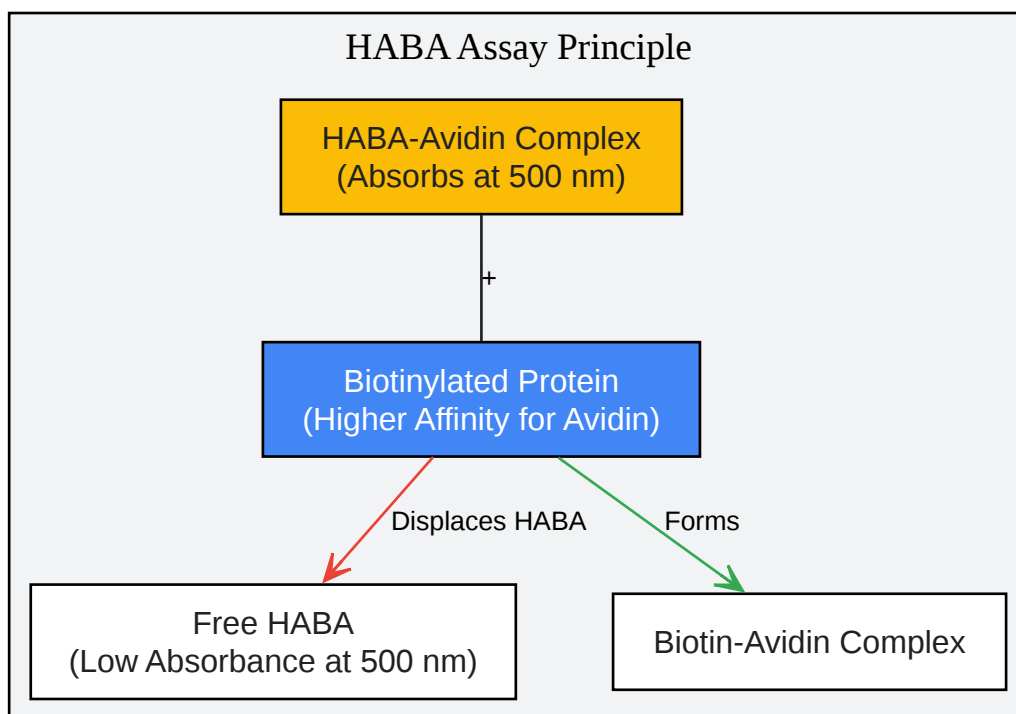 HABA Assay Principle
HABA-Avidin Complex
(Absorbs at 500 nm)
+
Biotinylated Protein
(Higher Affinity for Avidin)
Displaces HABA
Forms
Free HABA
(Low Absorbance at 500 nm)
Biotin-Avidin Complex